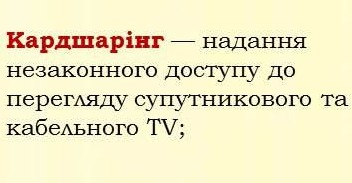 Кардшарінг — надання
незаконного доступу до
перегляду супутникового та
кабельного TV;